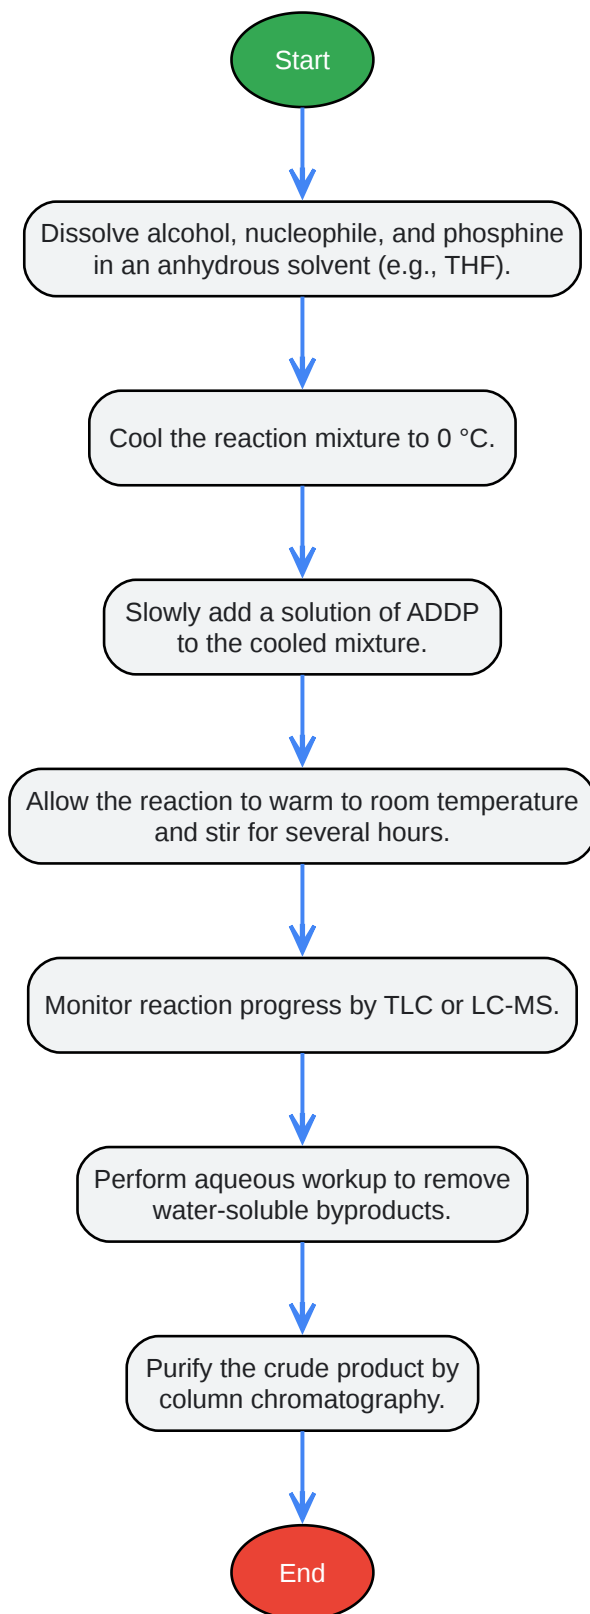 Start
Dissolve alcohol, nucleophile, and phosphine
in an anhydrous solvent (e.g., THF).
Cool the reaction mixture to 0 °C.
Slowly add a solution of ADDP
to the cooled mixture.
Allow the reaction to warm to room temperature
and stir for several hours.
Monitor reaction progress by TLC or LC-MS.
Perform aqueous workup to remove
water-soluble byproducts.
Purify the crude product by
column chromatography.
End